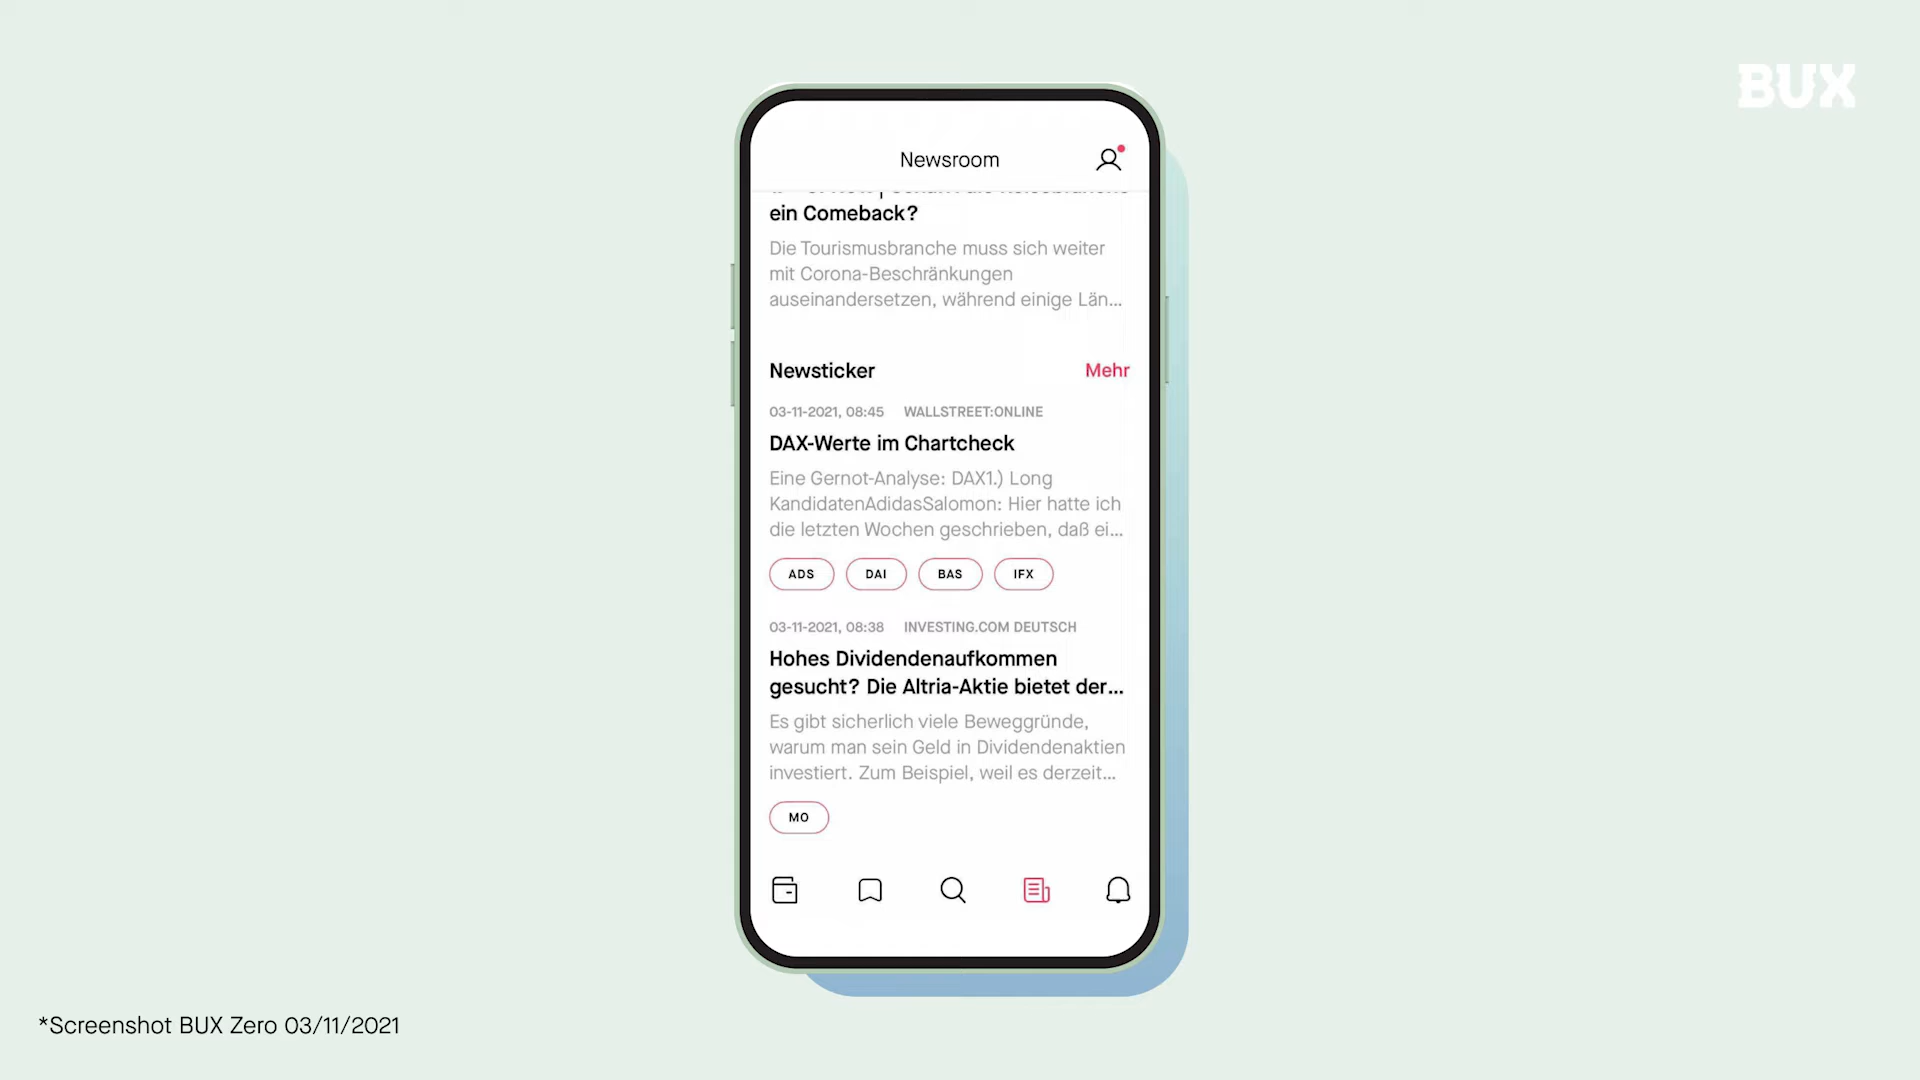 BUX
Newsroom
ein Comeback?
Die Tourismusbranche muss sich weiter
mit Corona-Beschränkungen
auseinandersetzen, während einige Län...
Newsticker
Mehr
03-11-2021, 08:45 WALLSTREET:ONLINE
DAX-Werte im Chartcheck
Eine Gernot-Analyse: DAX1.) Long
KandidatenAdidasSalomon: Hier hatte ich
die letzten Wochen geschrieben, daß ei...
ADS DAI BAS IFX
03-11-2021, 08:38 INVESTING.COM DEUTSCH
Hohes Dividendenaufkommen
gesucht? Die Altria-Aktie bietet der...
Es gibt sicherlich viele Beweggründe,
warum man sein Geld in Dividendenaktien
investiert. Zum Beispiel, weil es derzeit...
MO
*Screenshot BUX Zero 03/11/2021